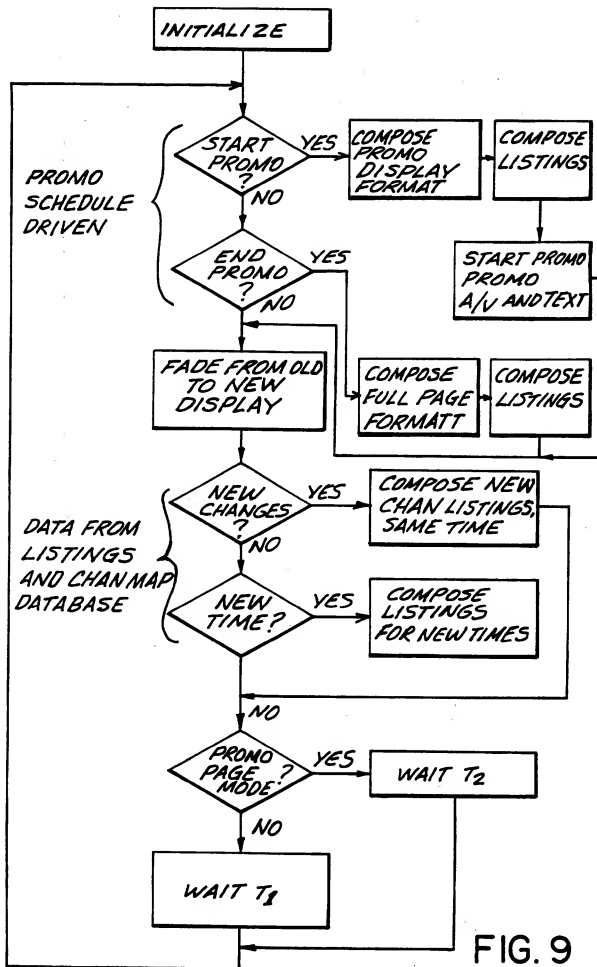 INITIALIZE
START
PROMO
?
YES
NO
COMPOSE
PROMO
DISPLAY
FORMAT
COMPOSE
LISTINGS
START PROMO
PROMO
A/V AND TEXT
PROMO
SCHEDULE
DRIVEN
END
PROMO
?
YES
NO
FADE FROM OLD
TO NEW
DISPLAY
COMPOSE
FULL PAGE
FORMATT
COMPOSE
LISTINGS
NEW
CHANGES
?
YES
NO
COMPOSE NEW
CHAN LISTINGS,
SAME TIME
DATA FROM
LISTINGS
AND CHAN MAP
DATABASE
NEW
TIME?
YES
COMPOSE
LISTINGS
FOR NEW TIMES
NO
PROMO
PAGE ?
MODE
YES
WAIT T2
NO
WAIT T1
FIG. 9